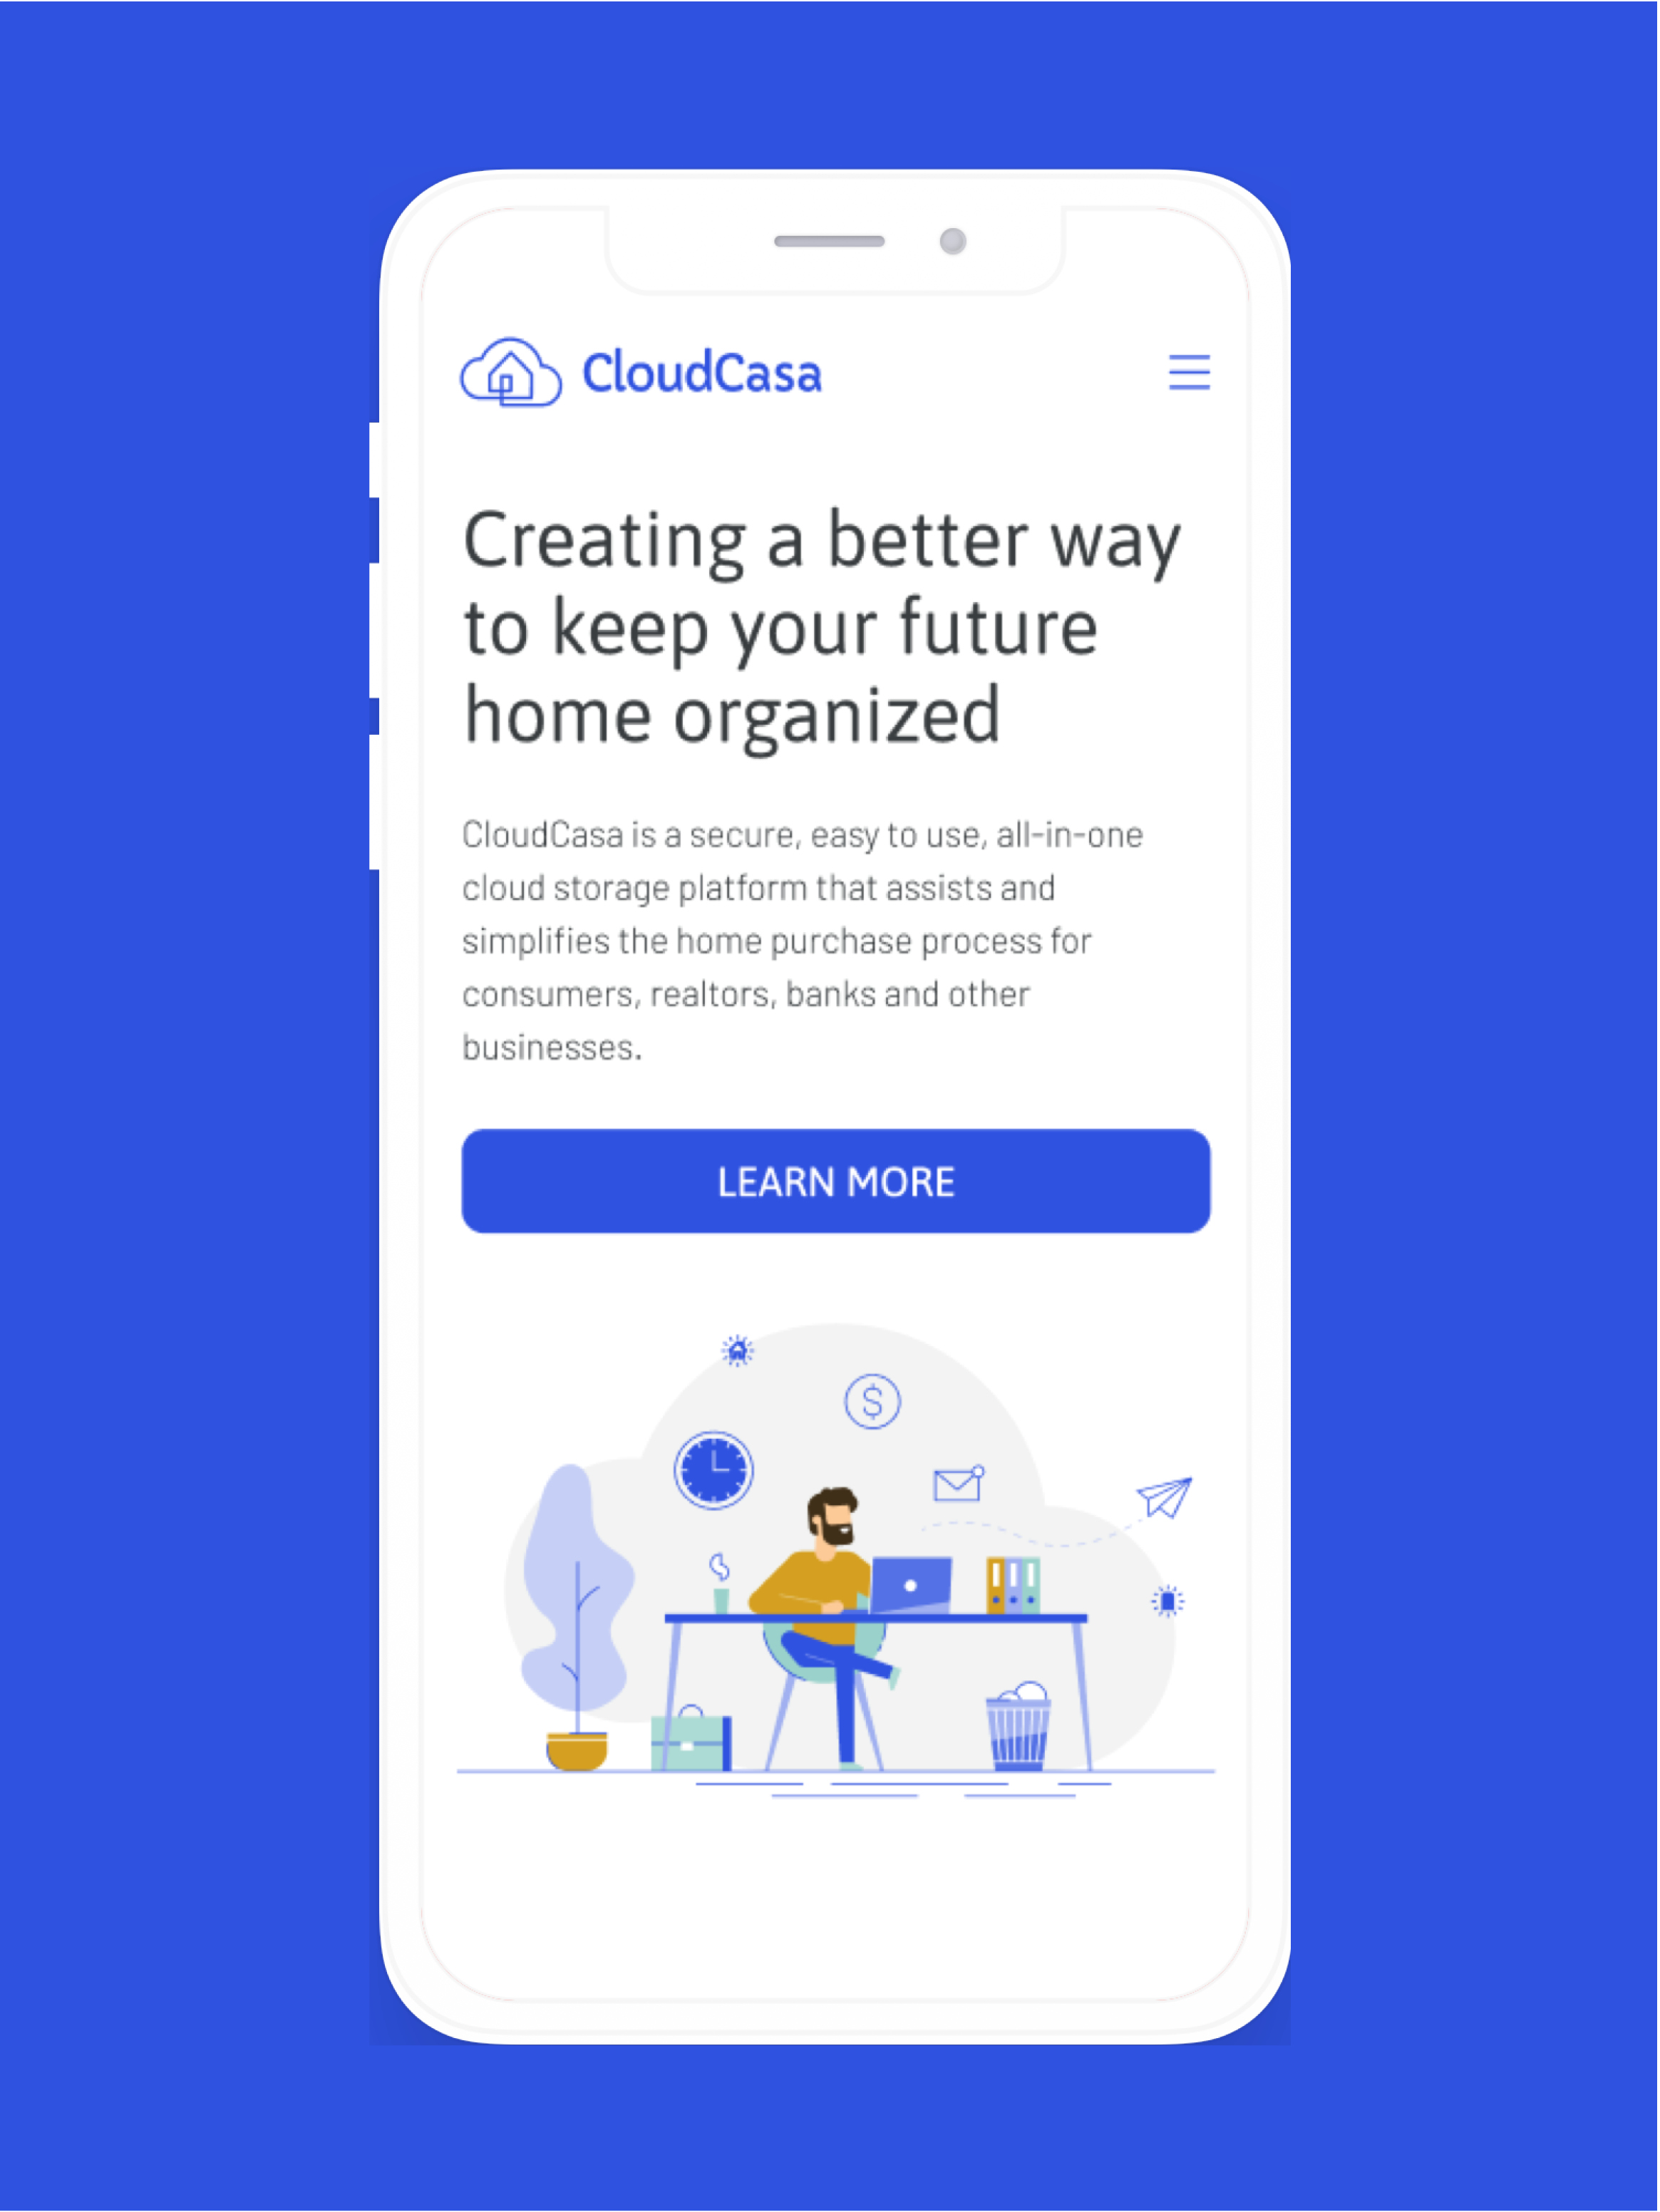 CloudCasa
Creating a better way
to keep your future
home organized
CloudCasa is a secure, easy to use, all-in-one
cloud storage platform that assists and
simplifies the home purchase process for
consumers, realtors, banks and other
businesses.
LEARN MORE
$